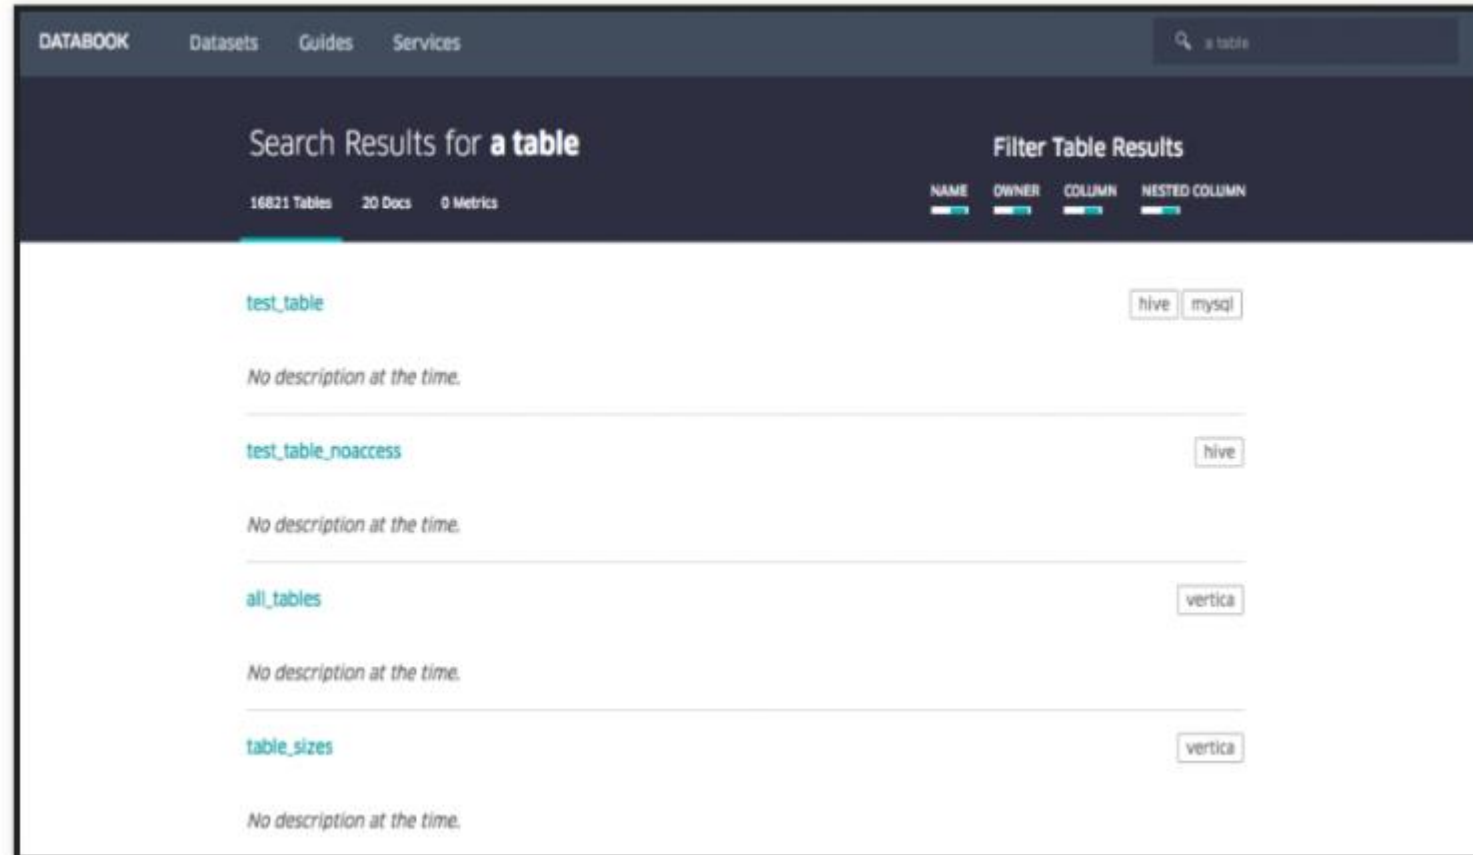 DATABOOK Datasets Guides Services a table
Search Results for a table
Filter Table Results
16821 Tables 20 Docs 0 Metrics
NAME OWNER COLUMN NESTED COLUMN
test_table hive mysql
No description at the time.
test_table_noaccess hive
No description at the time.
all_tables vertica
No description at the time.
table_sizes vertica
No description at the time.